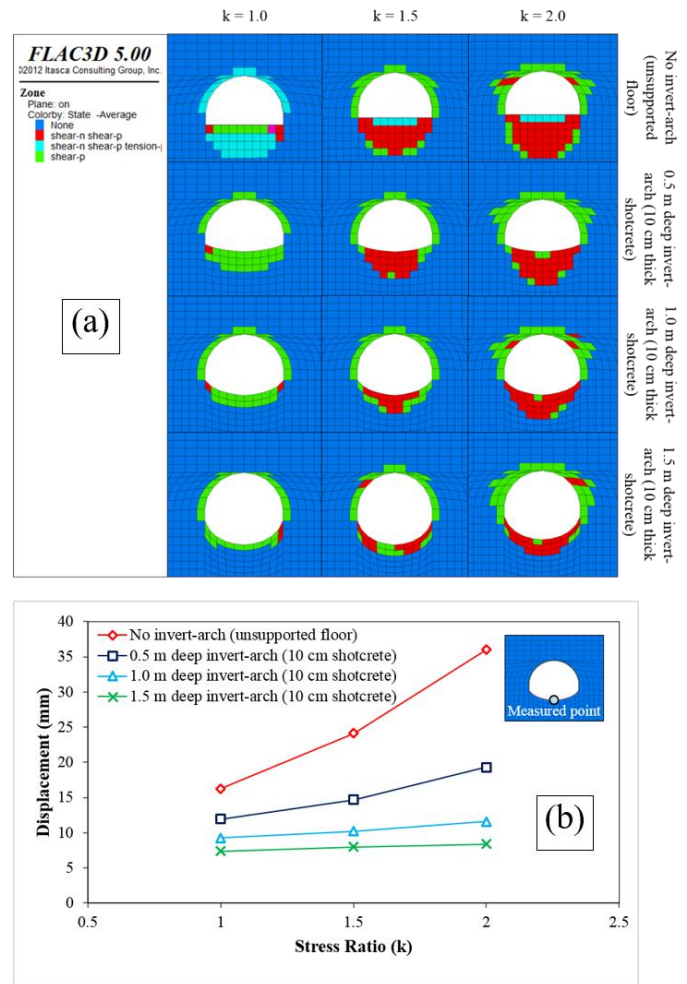 k = 1.0
k = 1.5
k = 2.0
FLAC3D 5.00
©2012 Itasca Consulting Group, Inc.
Zone
Plane: on
Colorby: State -Average
None
shear-n shear-p
shear-n shear-p tension-p
shear-p
(a)
No invert-arch
(unsupported
floor)
0.5 m deep invert-
arch (10 cm thick
shotcrete)
1.0 m deep invert-
arch (10 cm thick
shotcrete)
1.5 m deep invert-
arch (10 cm thick
shotcrete)
40
35
30
25
20
15
10
5
0
Displacement (mm)
No invert-arch (unsupported floor)
0.5 m deep invert-arch (10 cm shotcrete)
1.0 m deep invert-arch (10 cm shotcrete)
1.5 m deep invert-arch (10 cm shotcrete)
Measured point
(b)
0.5
1
1.5
2
2.5
Stress Ratio (k)